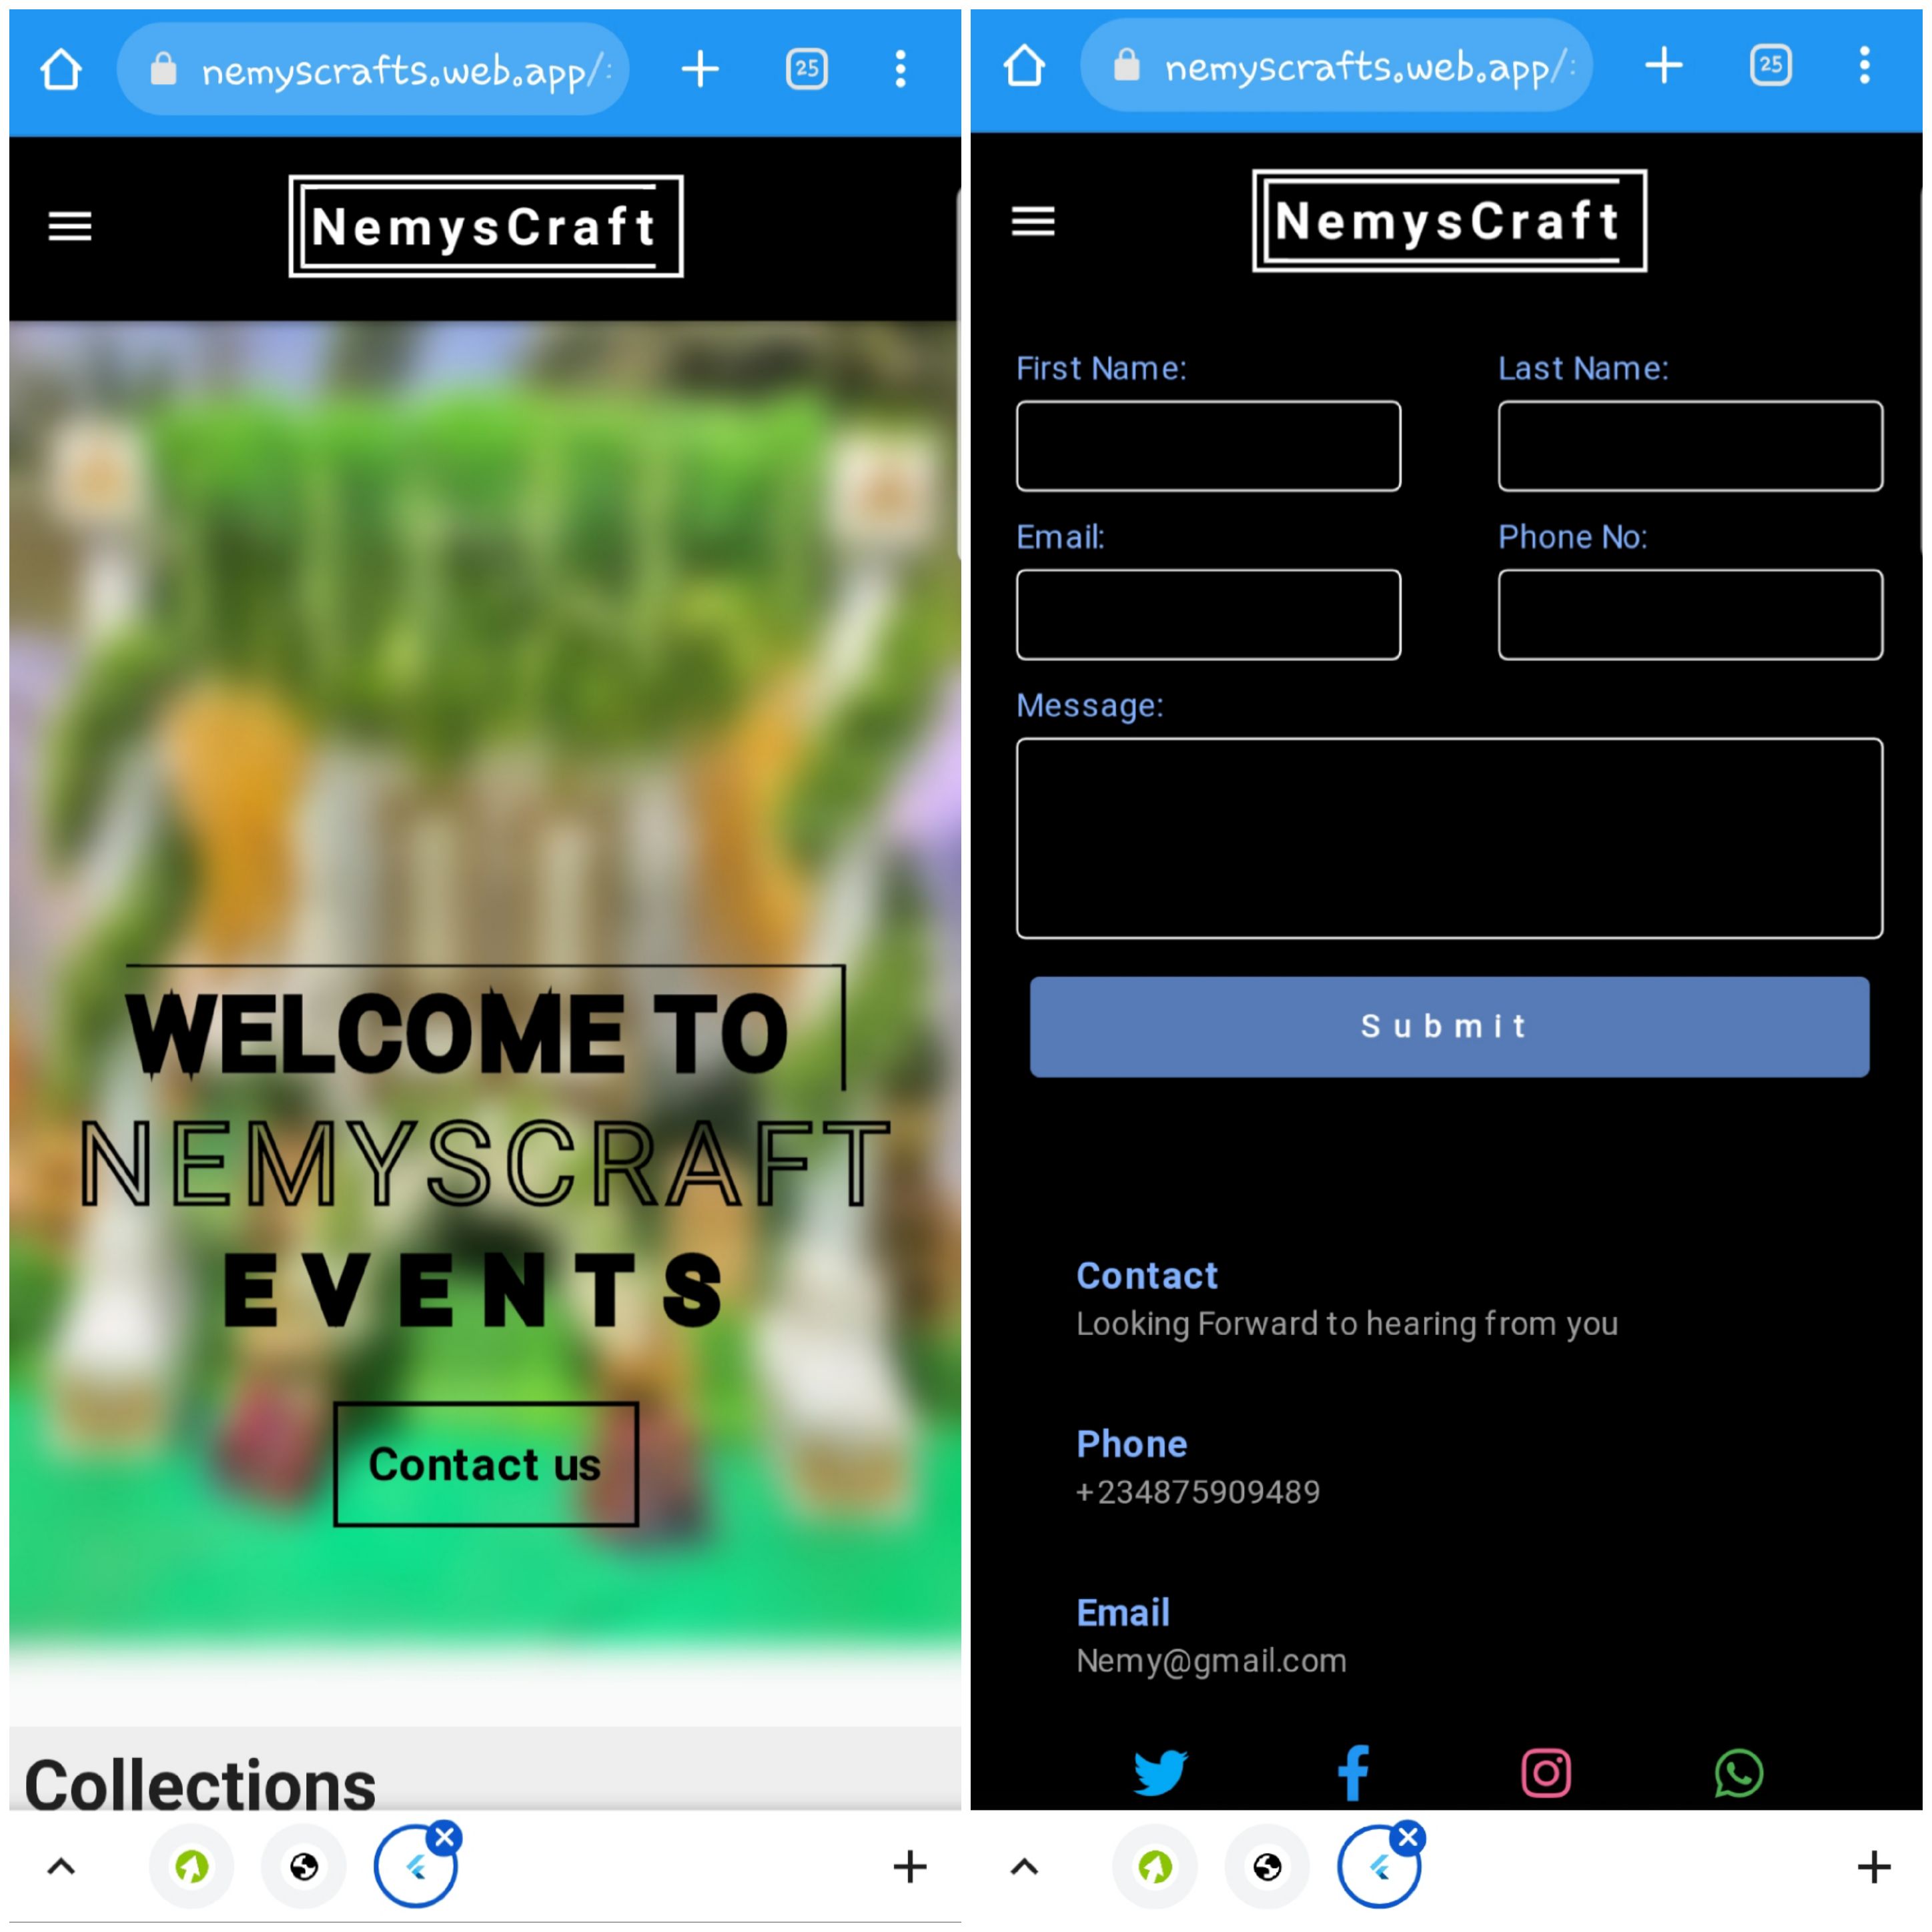 nemyscrafts.web.app/:
25
NemysCraft
WELCOME TO
NEMYSCRAFT
EVENTS
Contact us
Collections
nemyscrafts.web.app/:
25
NemysCraft
First Name:
Last Name:
Email:
Phone No:
Message:
Submit
Contact
Looking Forward to hearing from you
Phone
+234875909489
Email
Nemy@gmail.com